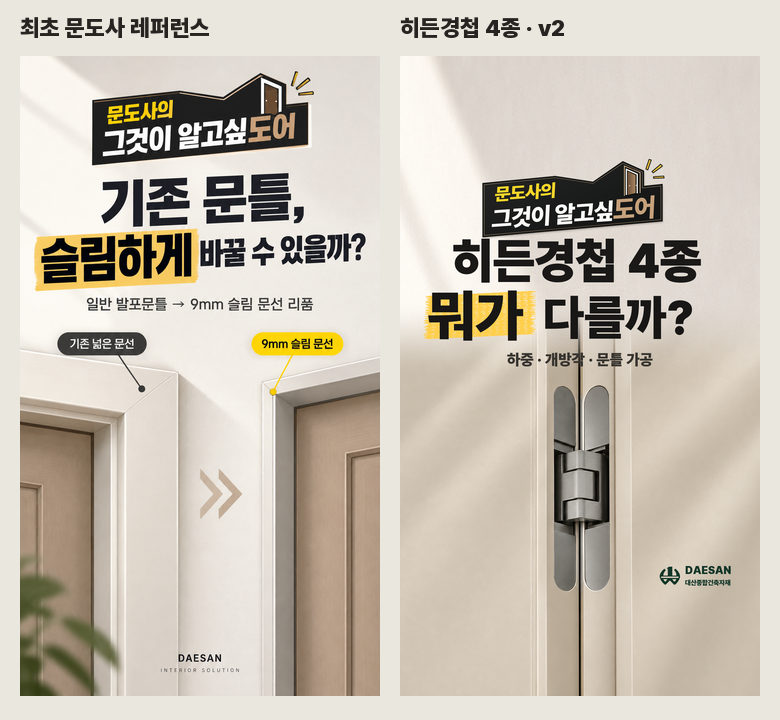 최초 문도사 레퍼런스
문도사의
그것이 알고싶도어
기존 문틀,
슬림하게 바꿀 수 있을까?
일반 발포문틀 → 9mm 슬림 문선 리폼
기존 넓은 문선
9mm 슬림 문선
DAESAN
INTERIOR SOLUTION
히든경첩 4종 · v2
문도사의
그것이 알고싶도어
히든경첩 4종
뭐가 다를까?
하중 · 개방각 · 문틀 가공
DAESAN
대산종합건축자재